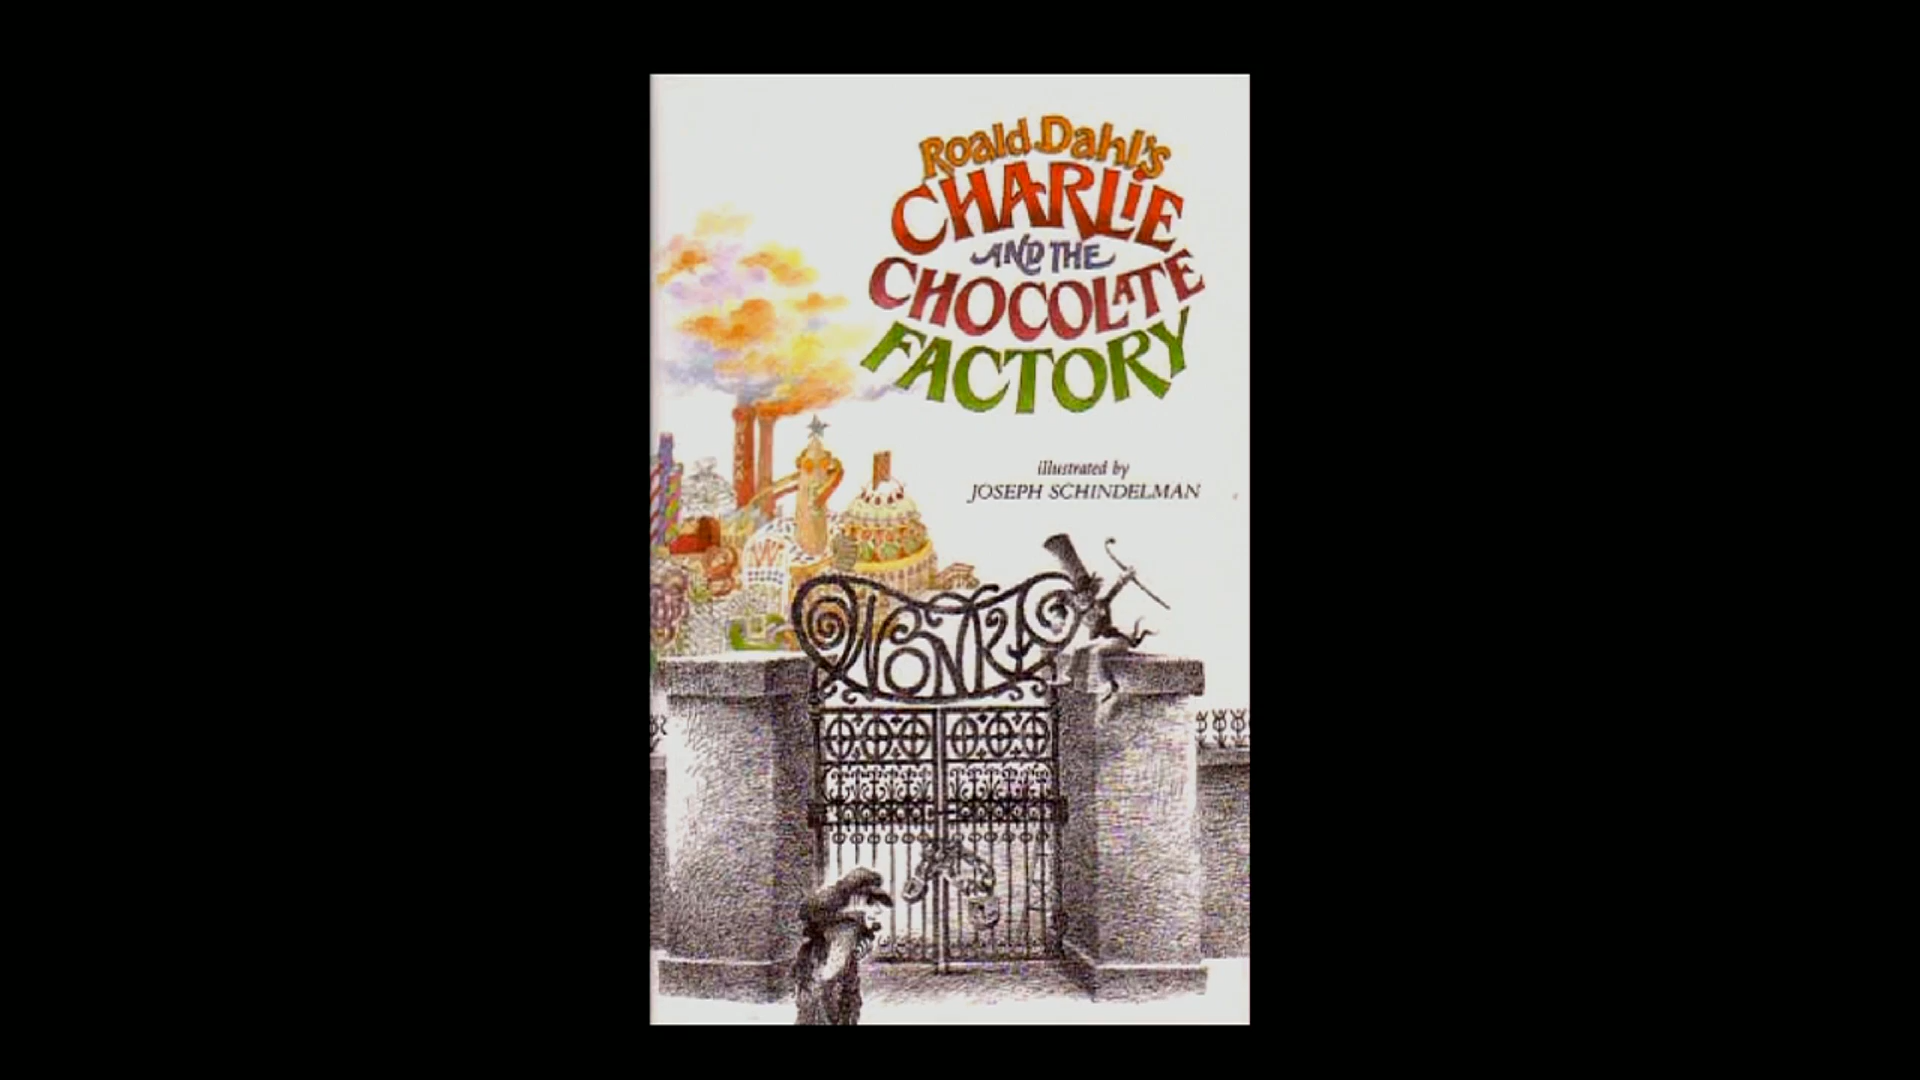 Roald Dahl's
CHARLiE
AND THE
CHOCOLATE
FACTORY
illustrated by
JOSEPH SCHINDELMAN
W
WONKA